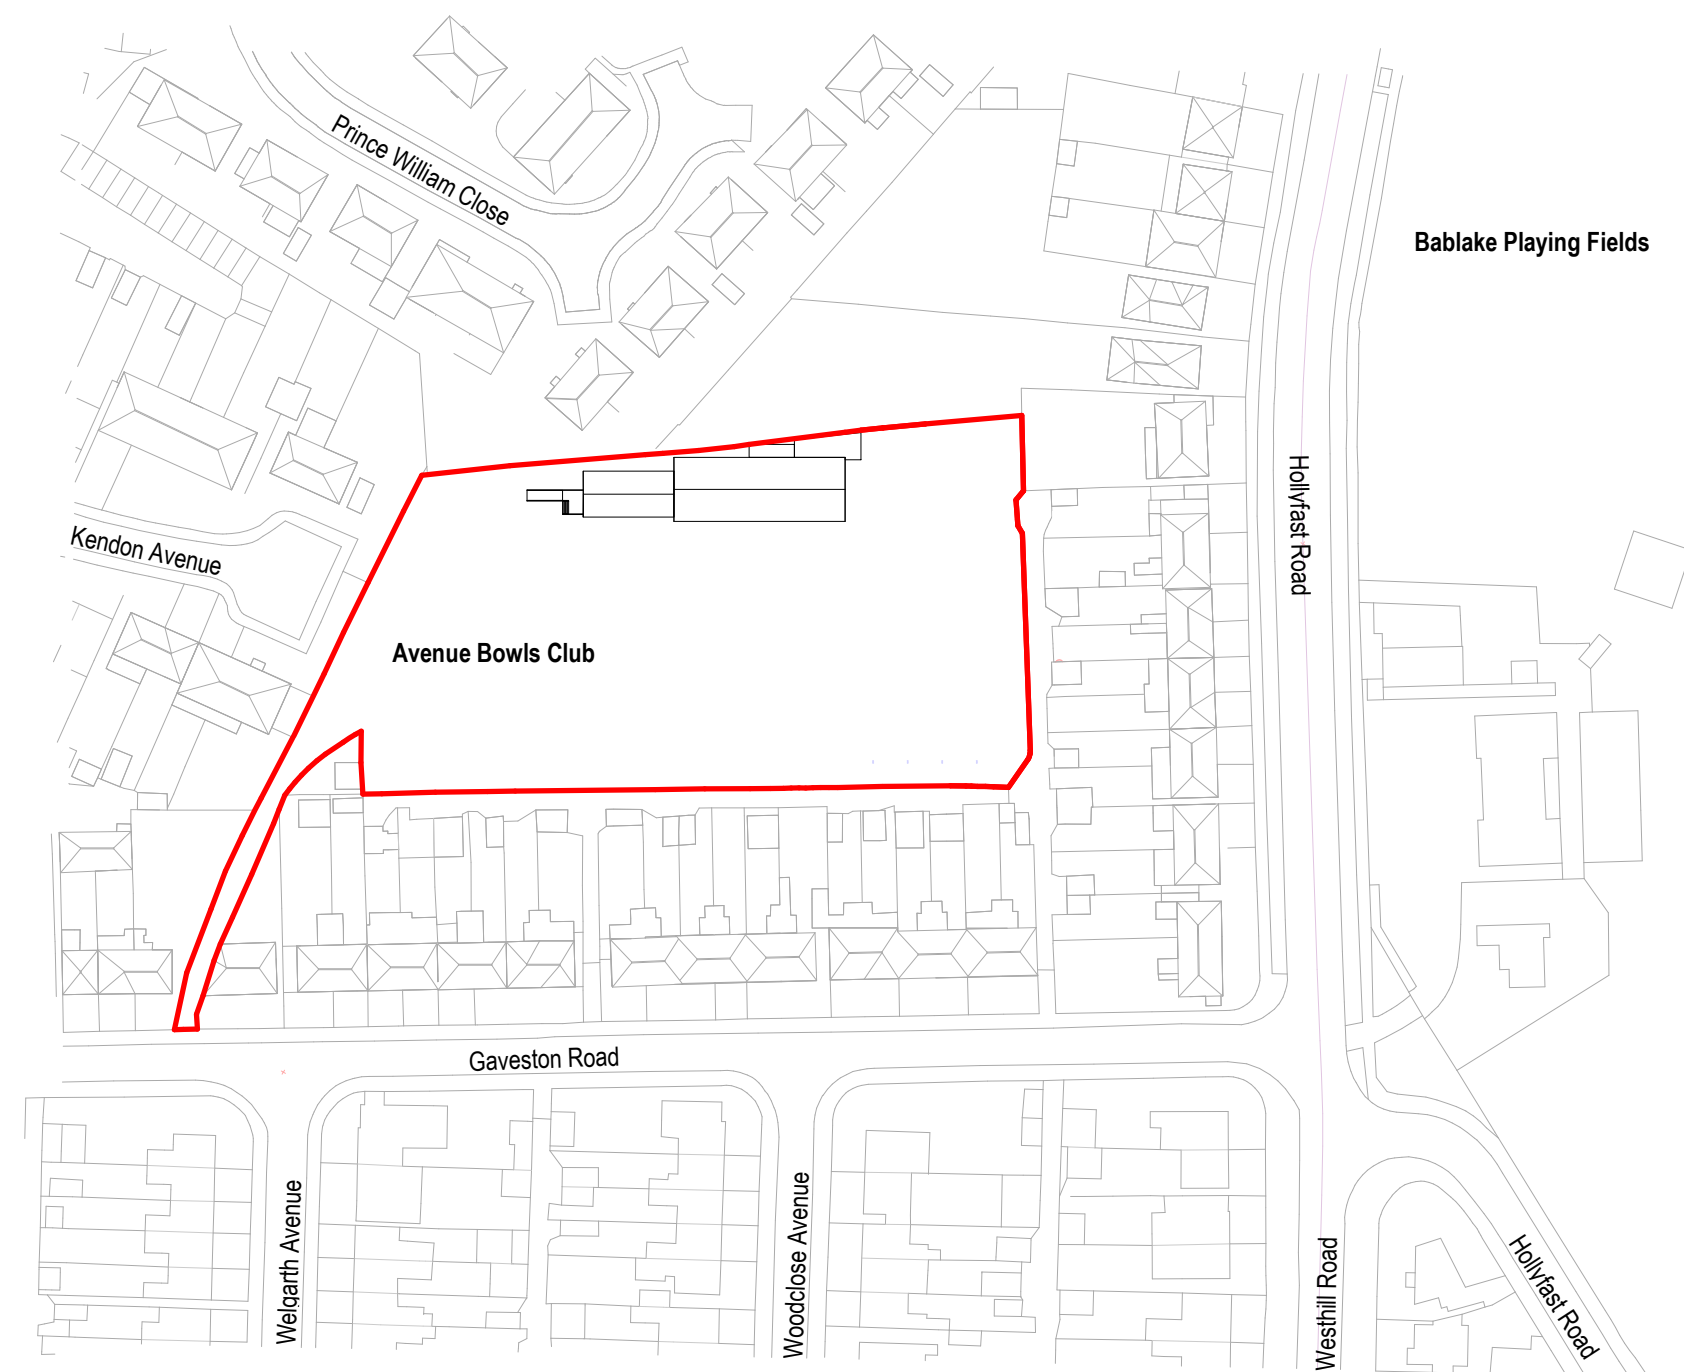 Prince William Close
Bablake Playing Fields
Hollyfast Road
Kendon Avenue
Avenue Bowls Club
Gaveston Road
Welgarth Avenue
Woodclose Avenue
Westhill Road
Hollyfast Road